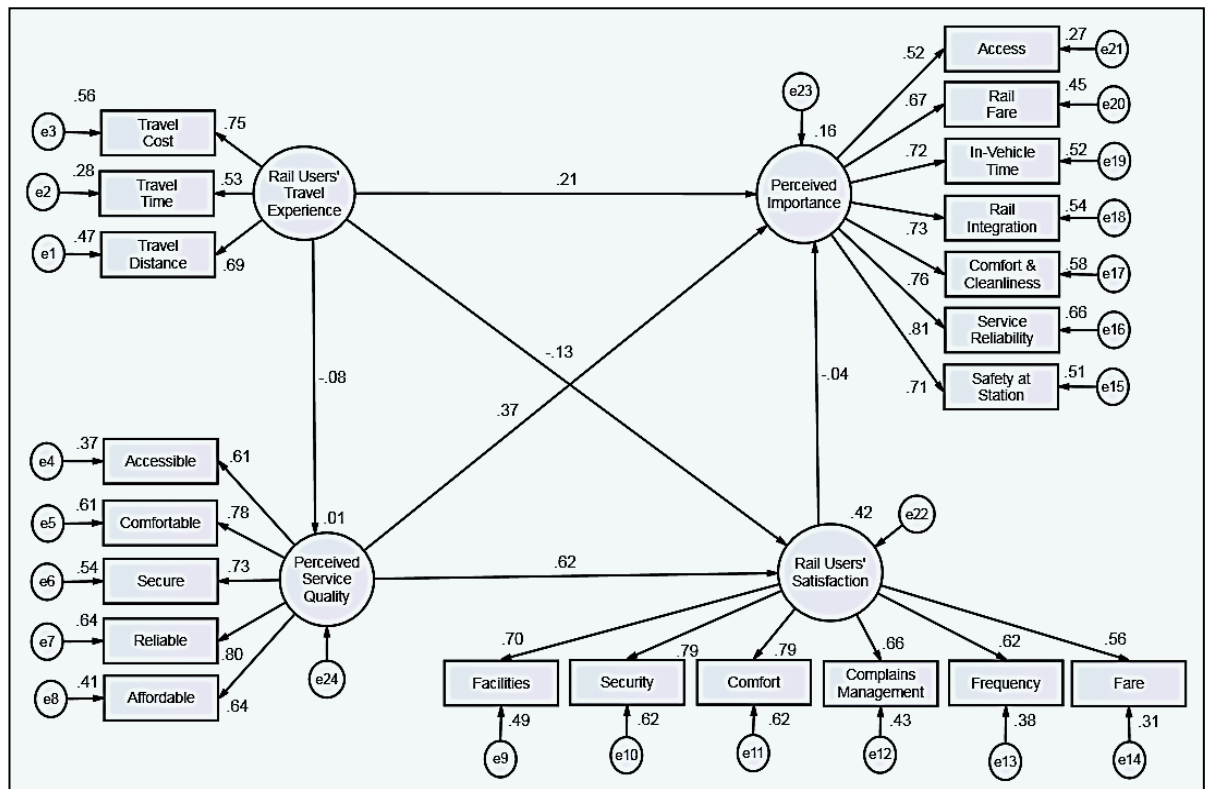 .56
e3
Travel
Cost
.75
.28
e2
Travel
Time
.53
.47
e1
Travel
Distance
.69
Rail Users'
Travel
Experience
.21
-.08
-.13
.37
-.04
.62
e23
.16
Perceived
Importance
.52
Access
.27
e21
.67
Rail
Fare
.45
e20
.72
In-Vehicle
Time
.52
e19
.73
Rail
Integration
.54
e18
.76
Comfort &
Cleanliness
.58
e17
.81
Service
Reliability
.66
e16
.71
Safety at
Station
.51
e15
e4
.37
Accessible
.61
e5
.61
Comfortable
.78
e6
.54
Secure
.73
e7
.64
Reliable
.80
e8
.41
Affordable
.64
.01
Perceived
Service
Quality
e24
.42
e22
Rail Users'
Satisfaction
.70
Facilities
.49
e9
.79
Security
.62
e10
.79
Comfort
.62
e11
.66
Complains
Management
.43
e12
.62
Frequency
.38
e13
.56
Fare
.31
e14